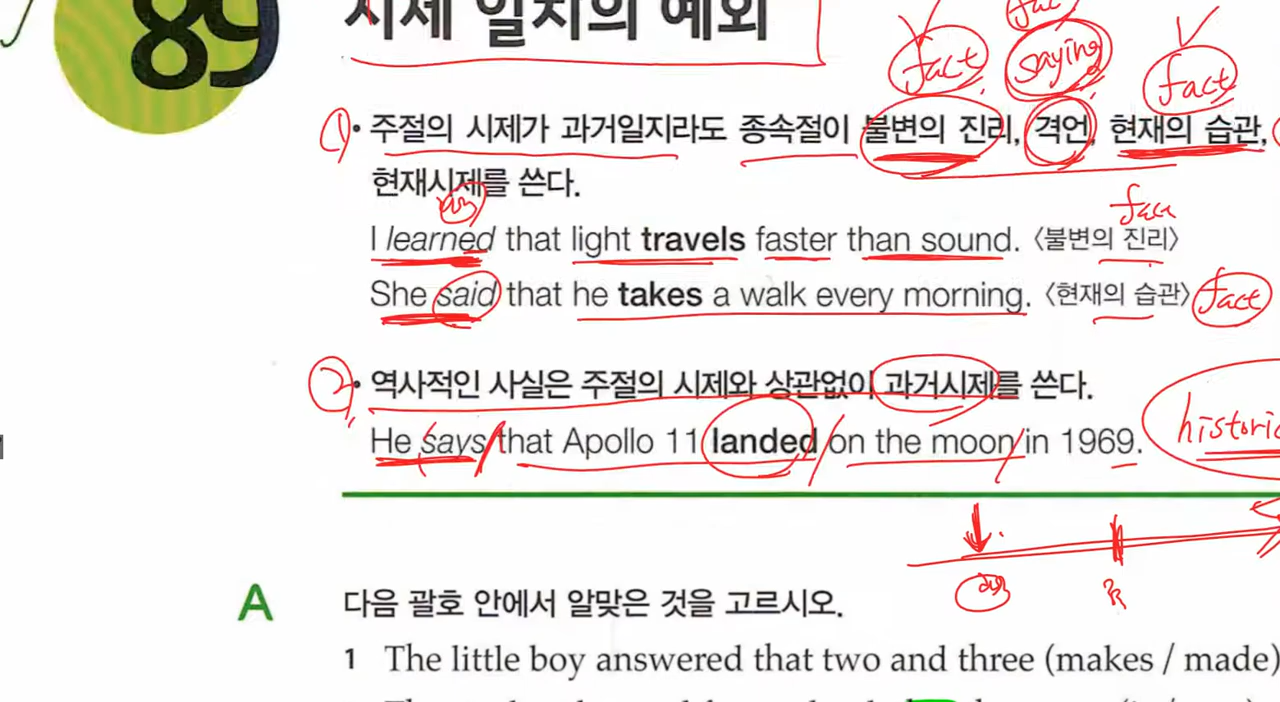 89 시제 일치의 예외
fact saying fact
1) • 주절의 시제가 과거일지라도 종속절이 불변의 진리, 격언, 현재의 습관,
현재시제를 쓴다.
I learned that light travels faster than sound. 〈불변의 진리〉
She said that he takes a walk every morning. 〈현재의 습관〉 fact
2 • 역사적인 사실은 주절의 시제와 상관없이 과거시제를 쓴다.
He says that Apollo 11 landed on the moon in 1969.
A 다음 괄호 안에서 알맞은 것을 고르시오.
1 The little boy answered that two and three (makes / made)